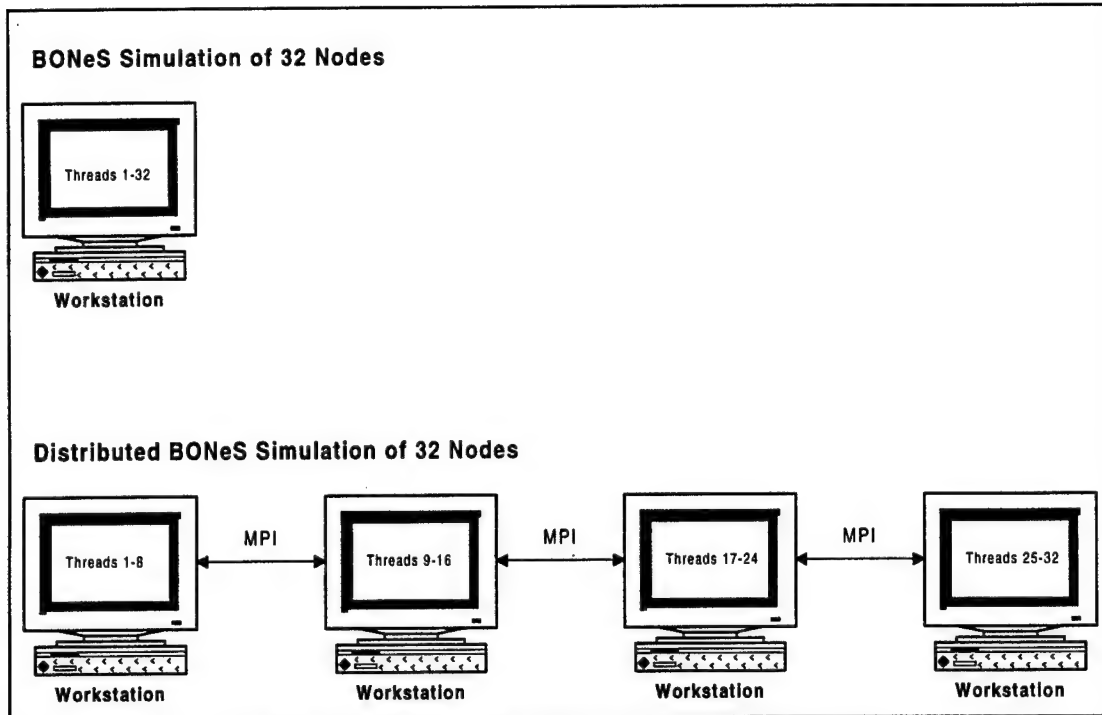 BONeS Simulation of 32 Nodes
Threads 1-32
Workstation
Distributed BONeS Simulation of 32 Nodes
Threads 1-8
MPI
Threads 9-16
MPI
Threads 17-24
MPI
Threads 25-32
Workstation
Workstation
Workstation
Workstation